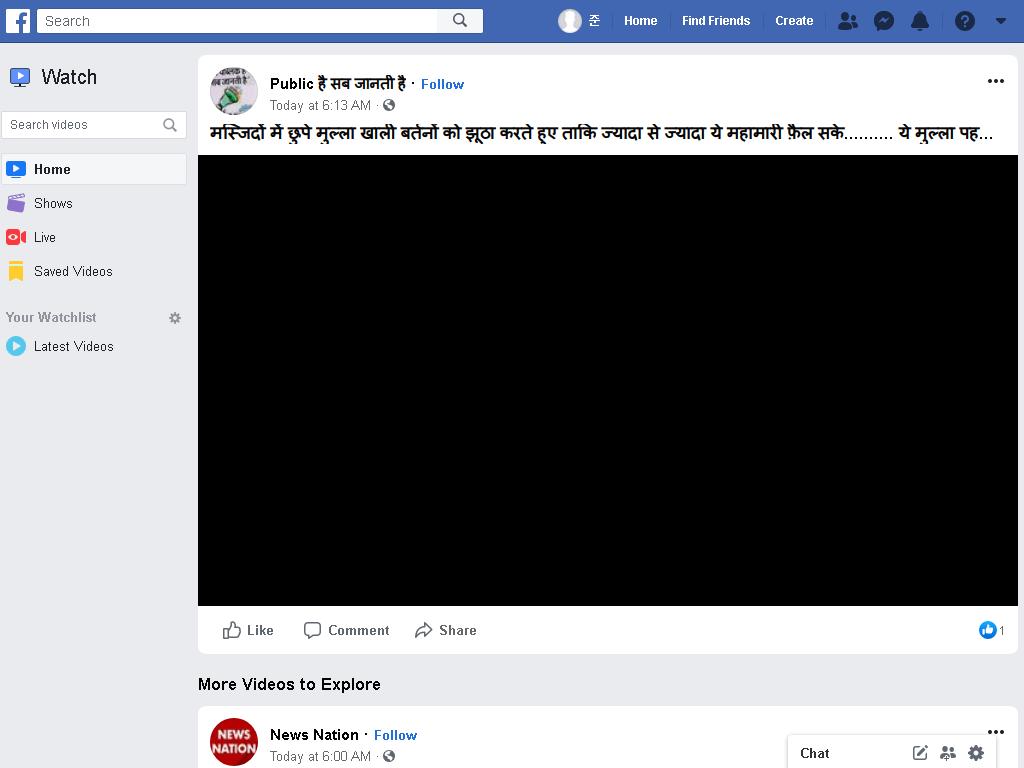 Search
준
Home
Find Friends
Create
Watch
Search videos
Home
Shows
Live
Saved Videos
Your Watchlist
Latest Videos
Public है सब जानती है · Follow
Today at 6:13 AM ·
मस्जिदों में छुपे मुल्ला खाली बर्तनों को झूठा करते हुए ताकि ज्यादा से ज्यादा ये महामारी फ़ैल सके.......... ये मुल्ला पह...
Like
Comment
Share
1
More Videos to Explore
NEWS
NATION
News Nation · Follow
Today at 6:00 AM ·
Chat